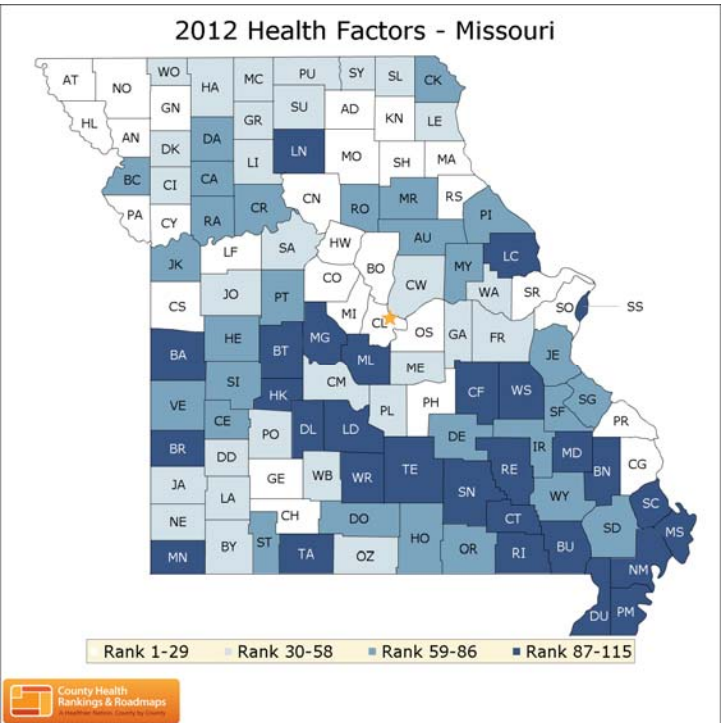 2012 Health Factors - Missouri
AT NO WO HA MC PU SY SL CK
HL AN GN DK DA GR SU AD KN LE
BC CI CA LI LN MO SH MA
PA CY RA CR CN RO MR RS PI
JK LF SA HW BO AU MY LC
CS JO PT CO MI CL CW WA SR SO SS
BA HE BT MG ML OS GA FR JE
VE SI HK CM ME PH CF WS SF SG
BR CE PO DL LD PL DE IR MD PR
JA DD GE WB WR TE RE BN CG
NE LA CH DO SN CT WY SC MS
MN BY ST TA OZ HO OR RI BU SD NM
DU PM
Rank 1-29 Rank 30-58 Rank 59-86 Rank 87-115
County Health
Rankings & Roadmaps
A Healthier Nation, County by County